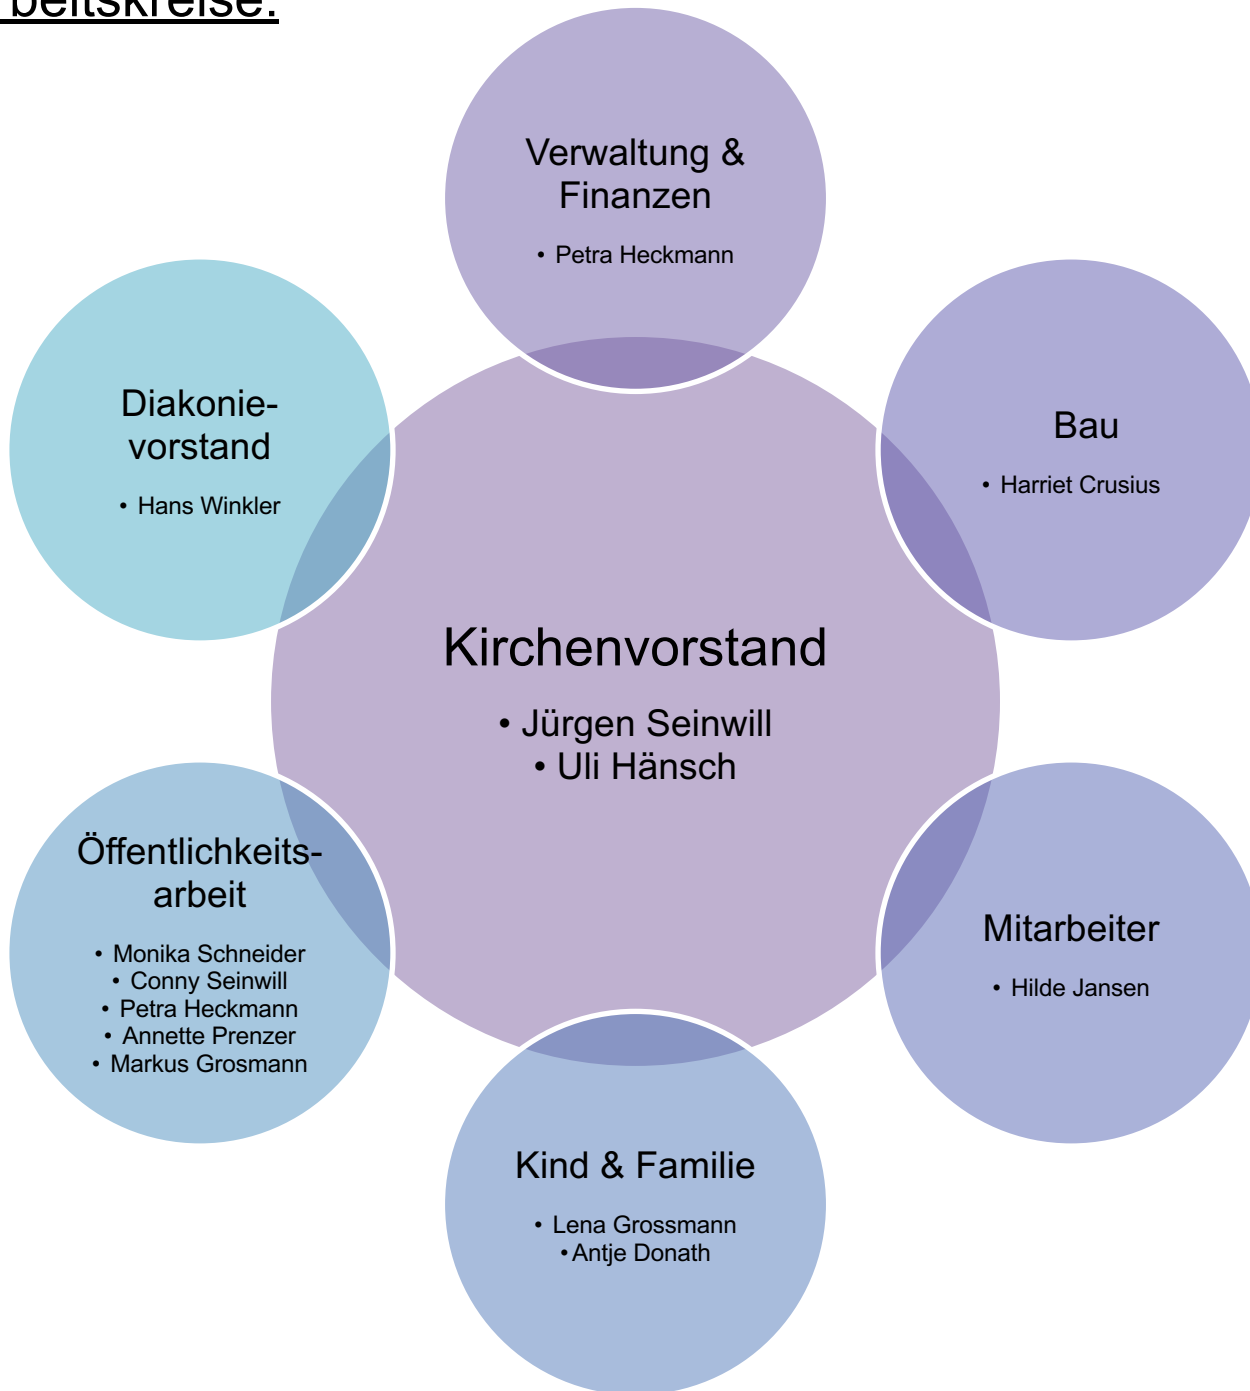 beitskreise:
Verwaltung &
Finanzen
• Petra Heckmann
Diakonie-
vorstand
• Hans Winkler
Bau
• Harriet Crusius
Kirchenvorstand
• Jürgen Seinwill
• Uli Hänsch
Öffentlichkeits-
arbeit
• Monika Schneider
• Conny Seinwill
• Petra Heckmann
• Annette Prenzer
• Markus Grosmann
Mitarbeiter
• Hilde Jansen
Kind & Familie
• Lena Grossmann
• Antje Donath